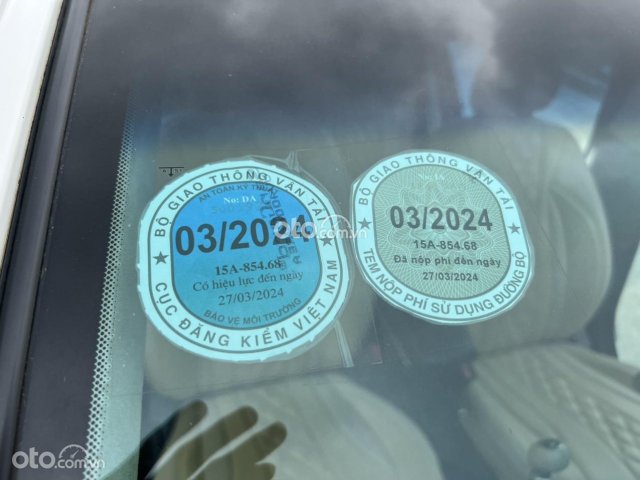 BỘ GIAO THÔNG VẬN TẢI
AN TOÀN KỸ THUẬT
No: DA
03/2024
15A-854.68
Có hiệu lực đến ngày
27/03/2024
BẢO VỆ MÔI TRƯỜNG
CỤC ĐĂNG KIỂM VIỆT NAM
BỘ GIAO THÔNG VẬN TẢI
No: IA
03/2024
15A-854.68
Đã nộp phí đến ngày
27/03/2024
TEM NỘP PHÍ SỬ DỤNG ĐƯỜNG BỘ
oto.com.vn
oto.com.vn